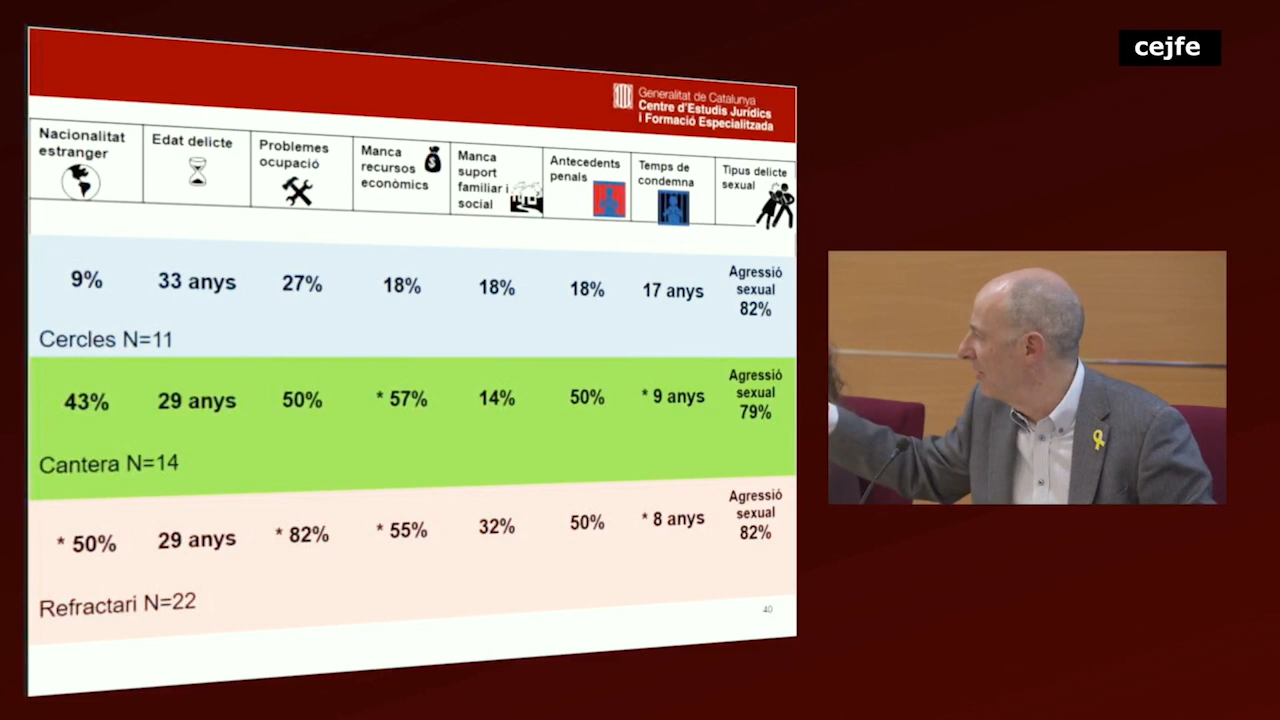 cejfe
Generalitat de Catalunya
Centre d'Estudis Jurídics
i Formació Especialitzada
Nacionalitat
estranger
Edat delicte
Problemes
ocupació
Manca
recursos
econòmics
Manca
suport
familiar i
social
Antecedents
penals
Temps de
condemna
Tipus delicte
sexual
9%
33 anys
27%
18%
18%
18%
17 anys
Agressió
sexual
82%
Cercles N=11
43%
29 anys
50%
* 57%
14%
50%
* 9 anys
Agressió
sexual
79%
Cantera N=14
* 50%
29 anys
* 82%
* 55%
32%
50%
* 8 anys
Agressió
sexual
82%
Refractari N=22
40